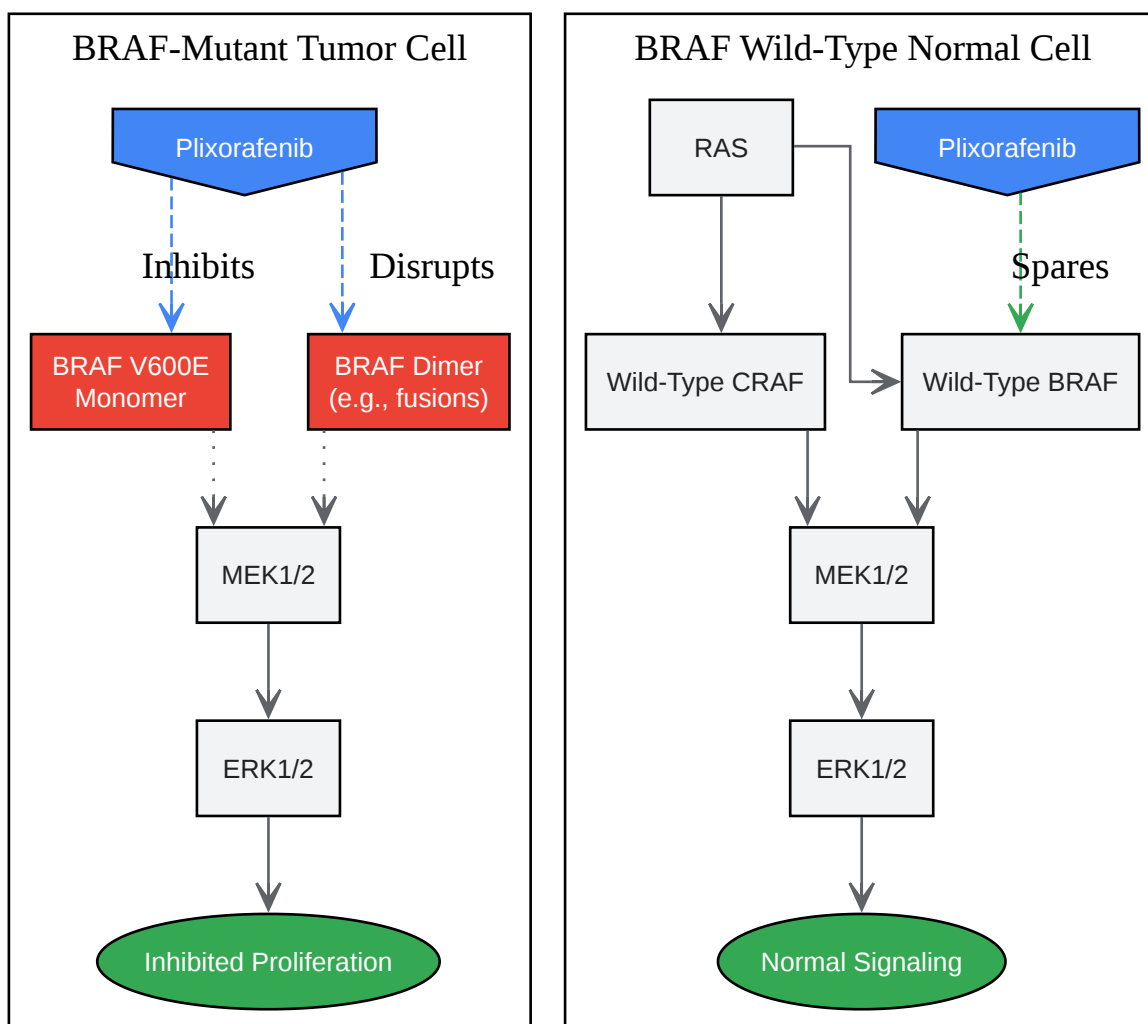 BRAF-Mutant Tumor Cell
Plixorafenib
Inhibits
Disrupts
BRAF V600E
Monomer
BRAF Dimer
(e.g., fusions)
MEK1/2
ERK1/2
Inhibited Proliferation
BRAF Wild-Type Normal Cell
RAS
Plixorafenib
Spares
Wild-Type CRAF
Wild-Type BRAF
MEK1/2
ERK1/2
Normal Signaling